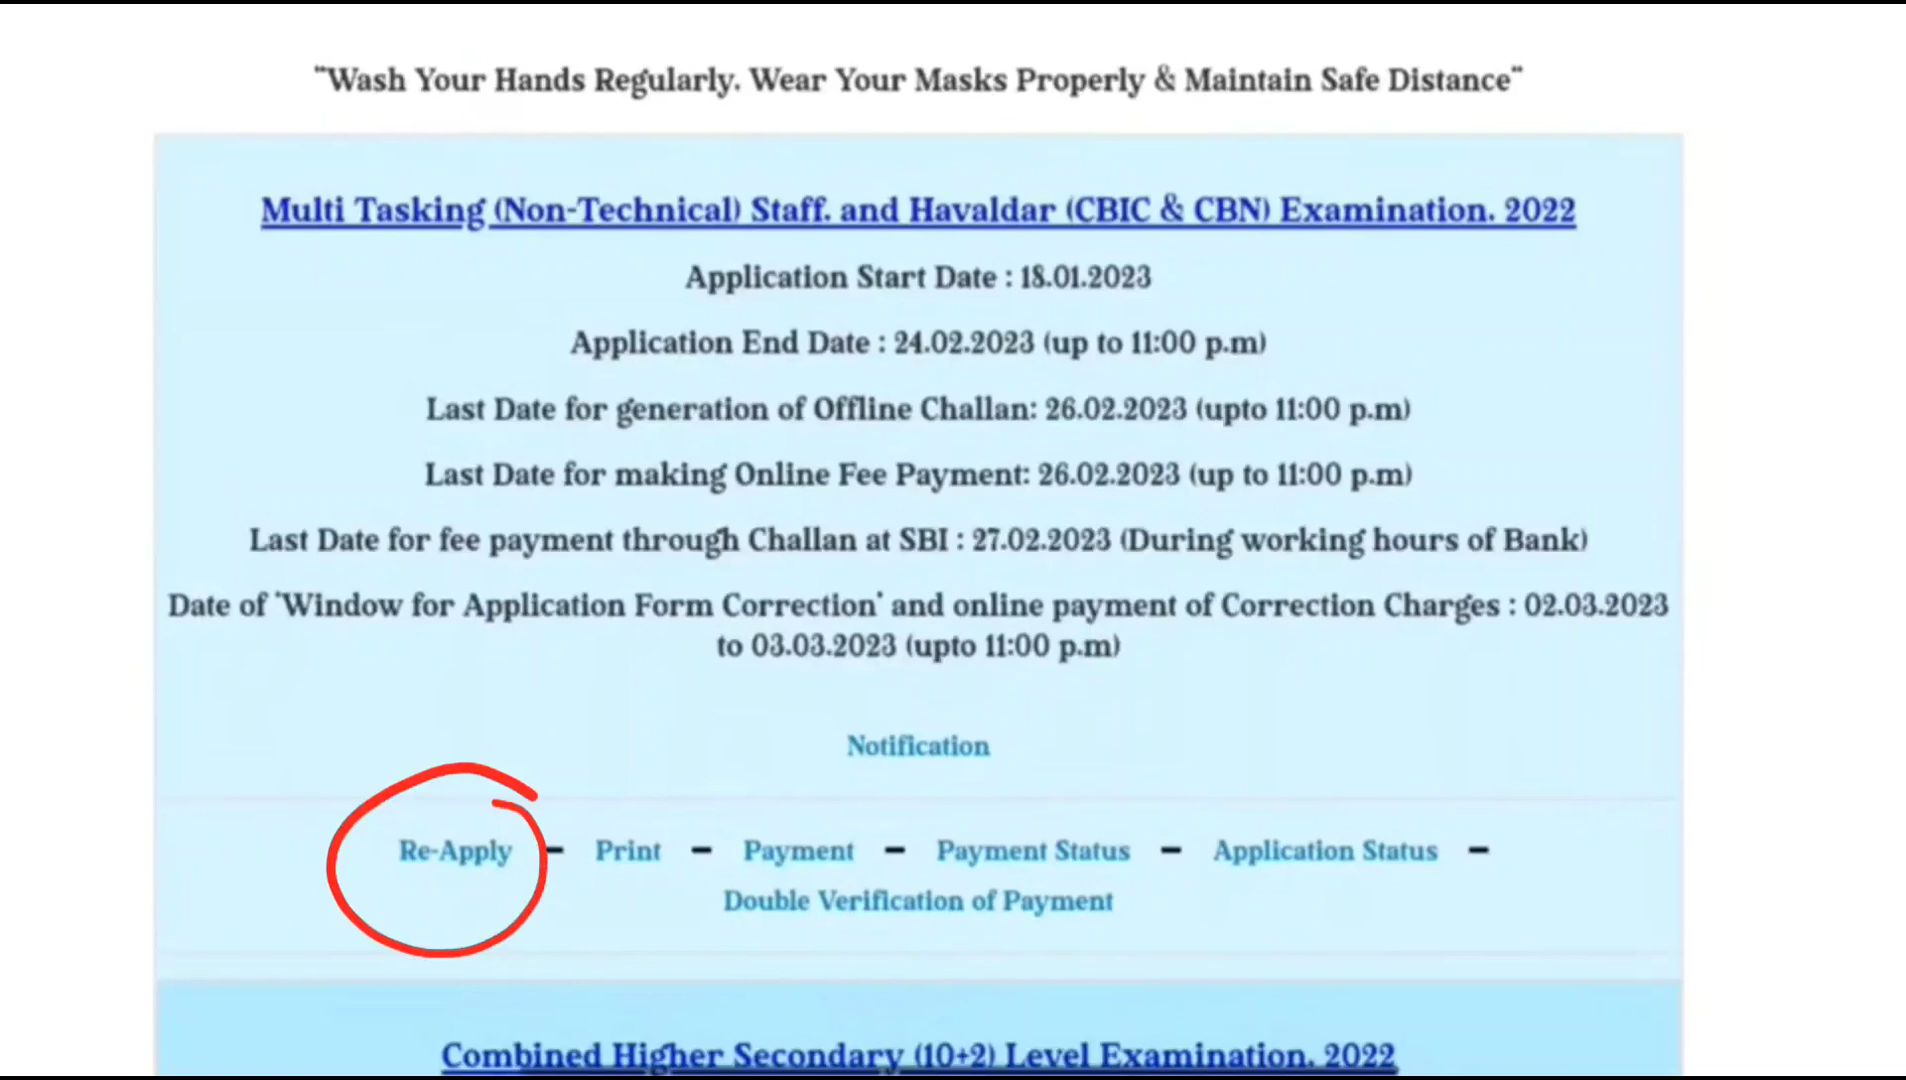 "Wash Your Hands Regularly. Wear Your Masks Properly & Maintain Safe Distance"
Multi Tasking (Non-Technical) Staff. and Havaldar (CBIC & CBN) Examination. 2022
Application Start Date : 18.01.2023
Application End Date : 24.02.2023 (up to 11:00 p.m)
Last Date for generation of Offline Challan: 26.02.2023 (upto 11:00 p.m)
Last Date for making Online Fee Payment: 26.02.2023 (up to 11:00 p.m)
Last Date for fee payment through Challan at SBI : 27.02.2023 (During working hours of Bank)
Date of 'Window for Application Form Correction' and online payment of Correction Charges : 02.03.2023
to 03.03.2023 (upto 11:00 p.m)
Notification
Re-Apply – Print – Payment – Payment Status – Application Status –
Double Verification of Payment
Combined Higher Secondary (10+2) Level Examination. 2022